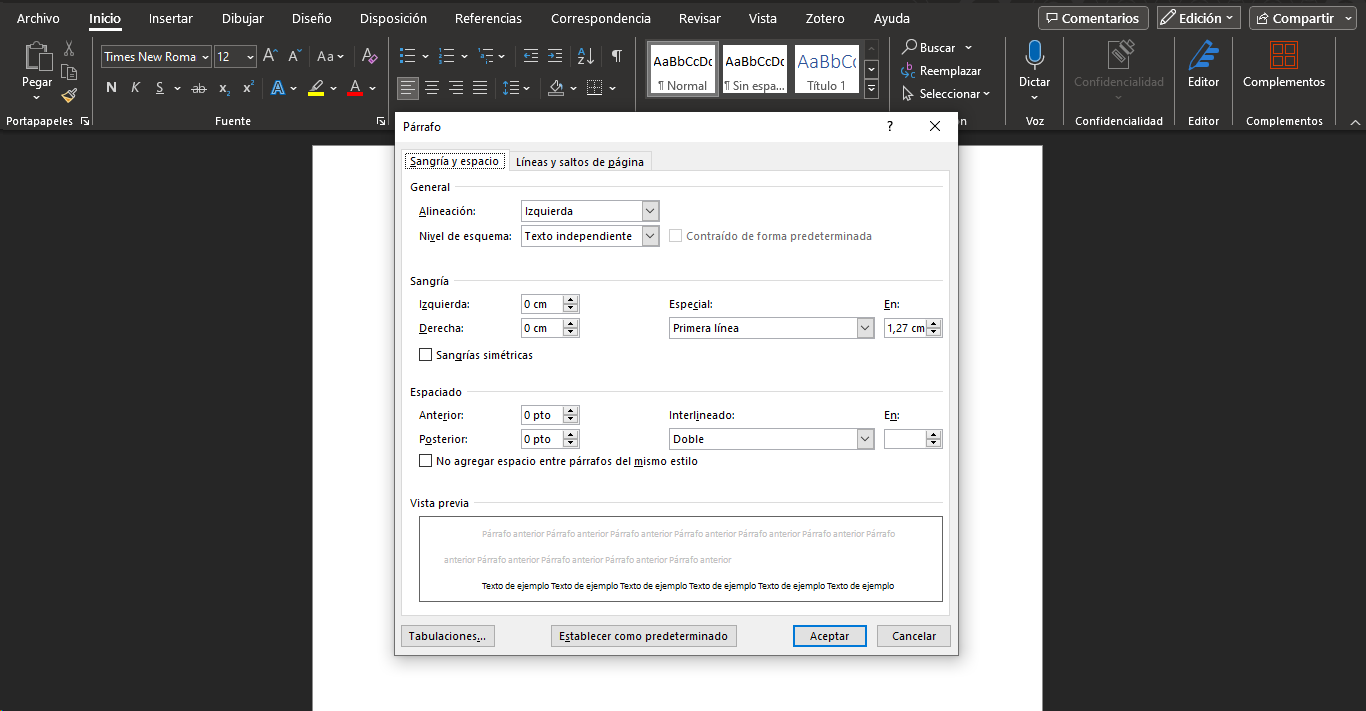 Archivo Inicio Insertar Dibujar Diseño Disposición Referencias Correspondencia Revisar Vista Zotero Ayuda Comentarios Edición Compartir
Times New Roma 12 Aa
AaBbCcDc AaBbCcDc AaBbCc
Buscar
Reemplazar
Seleccionar
Pegar
N K S ab x₂ x² A A
¶ Normal ¶ Sin espa... Título 1
Dictar Confidencialidad Editor Complementos
Portapapeles Fuente Voz Confidencialidad Editor Complementos
Párrafo ?
Sangría y espacio Líneas y saltos de página
General
Alineación: Izquierda
Nivel de esquema: Texto independiente Contraído de forma predeterminada
Sangría
Izquierda: 0 cm Especial: En:
Derecha: 0 cm Primera línea 1,27 cm
Sangrías simétricas
Espaciado
Anterior: 0 pto Interlineado: En:
Posterior: 0 pto Doble
No agregar espacio entre párrafos del mismo estilo
Vista previa
Párrafo anterior Párrafo anterior Párrafo anterior Párrafo anterior Párrafo anterior Párrafo anterior Párrafo
anterior Párrafo anterior Párrafo anterior Párrafo anterior Párrafo anterior
Texto de ejemplo Texto de ejemplo Texto de ejemplo Texto de ejemplo Texto de ejemplo Texto de ejemplo
Tabulaciones... Establecer como predeterminado Aceptar Cancelar